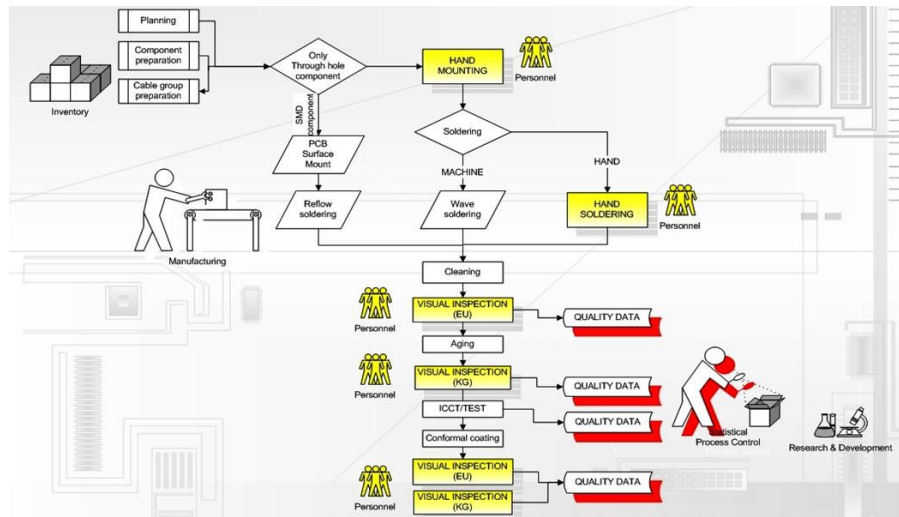 Planning
Component
preparation
Cable group
preparation
Inventory
Only
Through hole
component
HAND
MOUNTING
Personnel
SMD
component
PCB
Surface
Mount
Soldering
HAND
MACHINE
Reflow
soldering
Wave
soldering
HAND
SOLDERING
Personnel
Manufacturing
Cleaning
Personnel
VISUAL INSPECTION
(EU)
QUALITY DATA
Aging
Personnel
VISUAL INSPECTION
(KG)
QUALITY DATA
ICCT/TEST
QUALITY DATA
Conformal coating
Statistical
Process Control
Research & Development
Personnel
VISUAL INSPECTION
(EU)
QUALITY DATA
VISUAL INSPECTION
(KG)